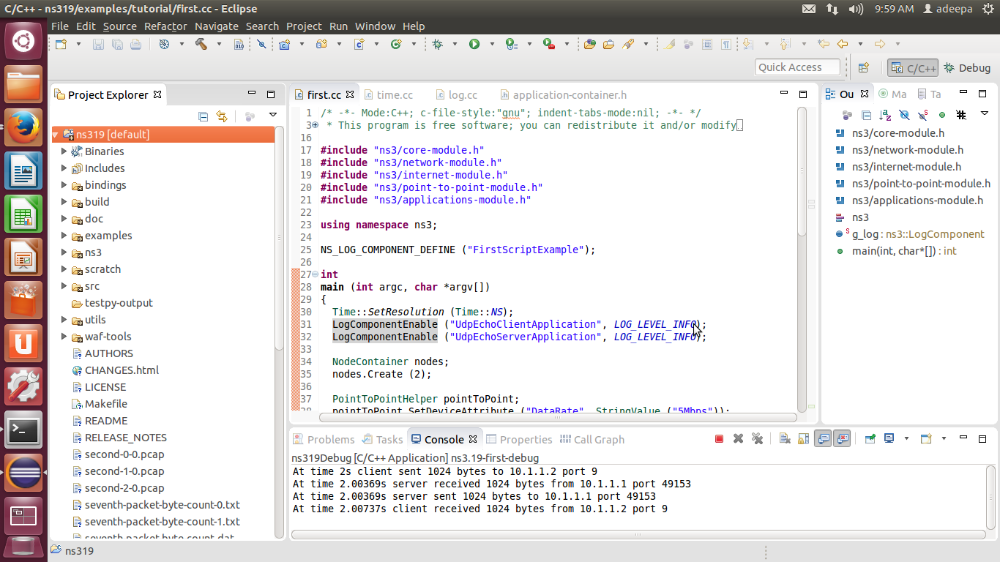 C/C++ - ns319/examples/tutorial/first.cc - Eclipse
9:59 AM
adeepa
File Edit Source Refactor Navigate Search Project Run Window Help
Quick Access
C/C++
Debug
Project Explorer
ns319 [default]
Binaries
Includes
bindings
build
doc
examples
ns3
scratch
src
testpy-output
utils
waf-tools
AUTHORS
CHANGES.html
LICENSE
Makefile
README
RELEASE_NOTES
second-0-0.pcap
second-1-0.pcap
second-2-0.pcap
seventh-packet-byte-count-0.txt
seventh-packet-byte-count-1.txt
seventh-packet-byte-count.dat
first.cc
time.cc
log.cc
application-container.h
1 /* -*- Mode:C++; c-file-style:"gnu"; indent-tabs-mode:nil; -*- */
3 * This program is free software; you can redistribute it and/or modify
16
17 #include "ns3/core-module.h"
18 #include "ns3/network-module.h"
19 #include "ns3/internet-module.h"
20 #include "ns3/point-to-point-module.h"
21 #include "ns3/applications-module.h"
22
23 using namespace ns3;
24
25 NS_LOG_COMPONENT_DEFINE ("FirstScriptExample");
26
27 int
28 main (int argc, char *argv[])
29 {
30 Time::SetResolution (Time::NS);
31 LogComponentEnable ("UdpEchoClientApplication", LOG_LEVEL_INFO);
32 LogComponentEnable ("UdpEchoServerApplication", LOG_LEVEL_INFO);
33
34 NodeContainer nodes;
35 nodes.Create (2);
36
37 PointToPointHelper pointToPoint;
38 pointToPoint.SetDeviceAttribute ("DataRate", StringValue ("5Mbps"));
Ou
Ma
Ta
ns3/core-module.h
ns3/network-module.h
ns3/internet-module.h
ns3/point-to-point-module.h
ns3/applications-module.h
ns3
g_log : ns3::LogComponent
main(int, char*[]) : int
Problems
Tasks
Console
Properties
Call Graph
ns319Debug [C/C++ Application] ns3.19-first-debug
At time 2s client sent 1024 bytes to 10.1.1.2 port 9
At time 2.00369s server received 1024 bytes from 10.1.1.1 port 49153
At time 2.00369s server sent 1024 bytes to 10.1.1.1 port 49153
At time 2.00737s client received 1024 bytes from 10.1.1.2 port 9
ns319